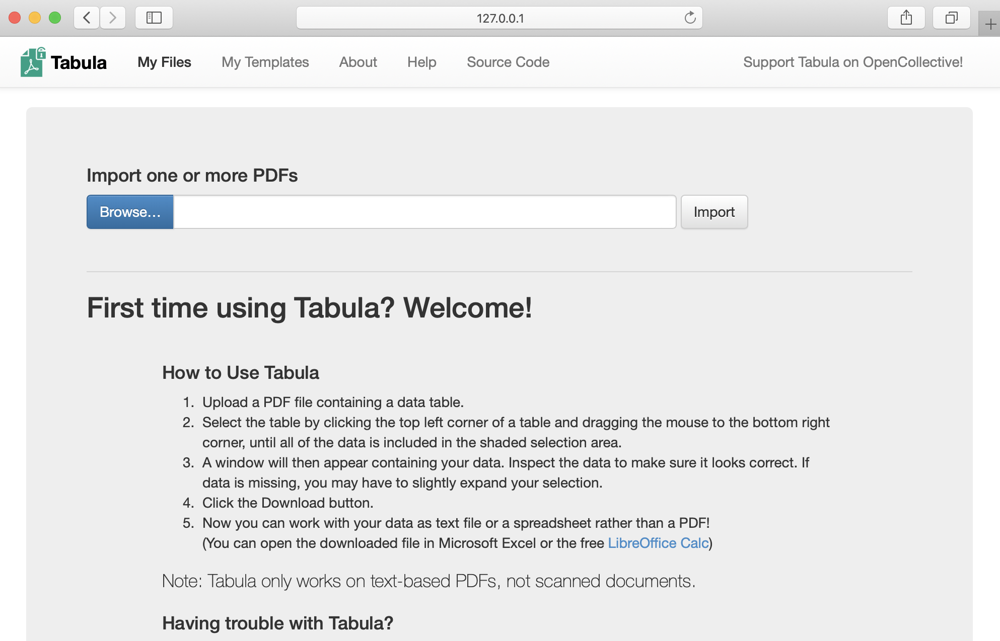 127.0.0.1
Tabula My Files My Templates About Help Source Code Support Tabula on OpenCollective!
Import one or more PDFs
Browse... Import
First time using Tabula? Welcome!
How to Use Tabula
1. Upload a PDF file containing a data table.
2. Select the table by clicking the top left corner of a table and dragging the mouse to the bottom right
corner, until all of the data is included in the shaded selection area.
3. A window will then appear containing your data. Inspect the data to make sure it looks correct. If
data is missing, you may have to slightly expand your selection.
4. Click the Download button.
5. Now you can work with your data as text file or a spreadsheet rather than a PDF!
(You can open the downloaded file in Microsoft Excel or the free LibreOffice Calc)
Note: Tabula only works on text-based PDFs, not scanned documents.
Having trouble with Tabula?